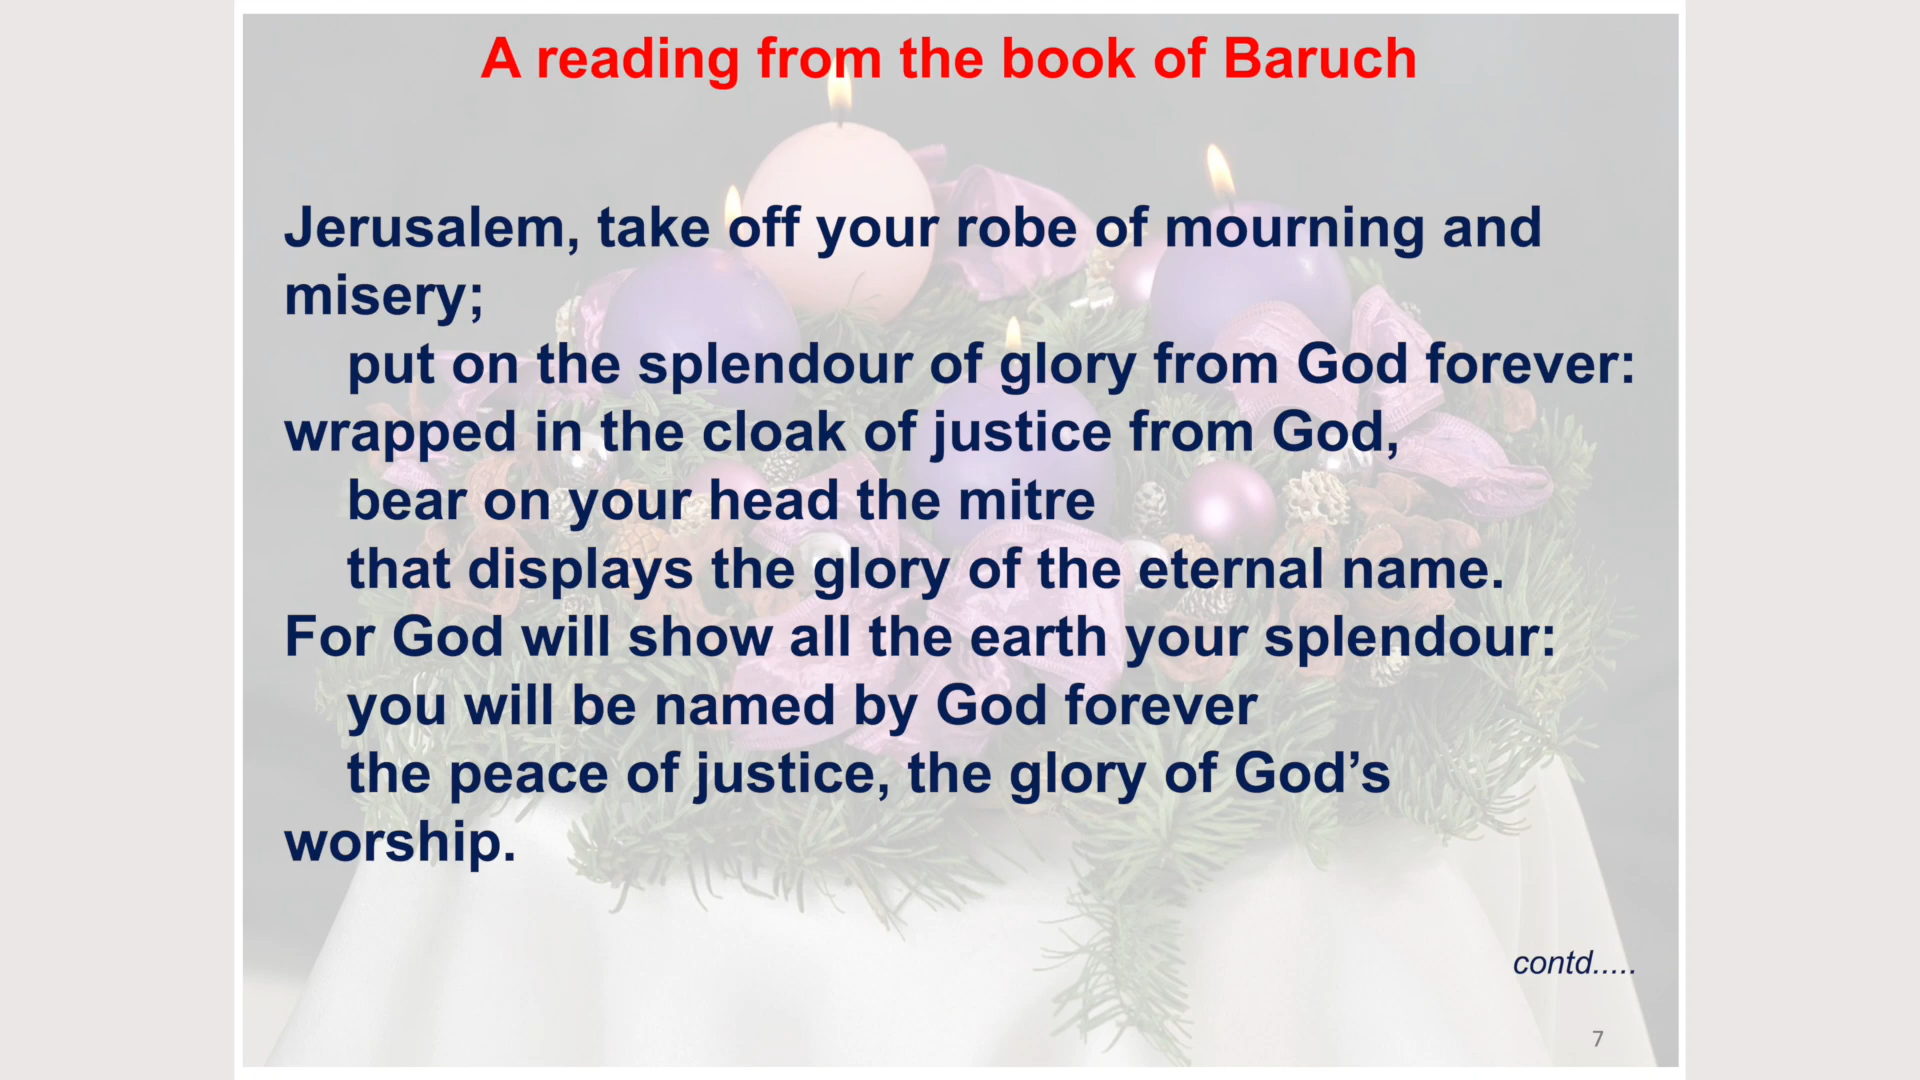 A reading from the book of Baruch
Jerusalem, take off your robe of mourning and
misery;
put on the splendour of glory from God forever:
wrapped in the cloak of justice from God,
bear on your head the mitre
that displays the glory of the eternal name.
For God will show all the earth your splendour:
you will be named by God forever
the peace of justice, the glory of God’s
worship.
contd.....
7